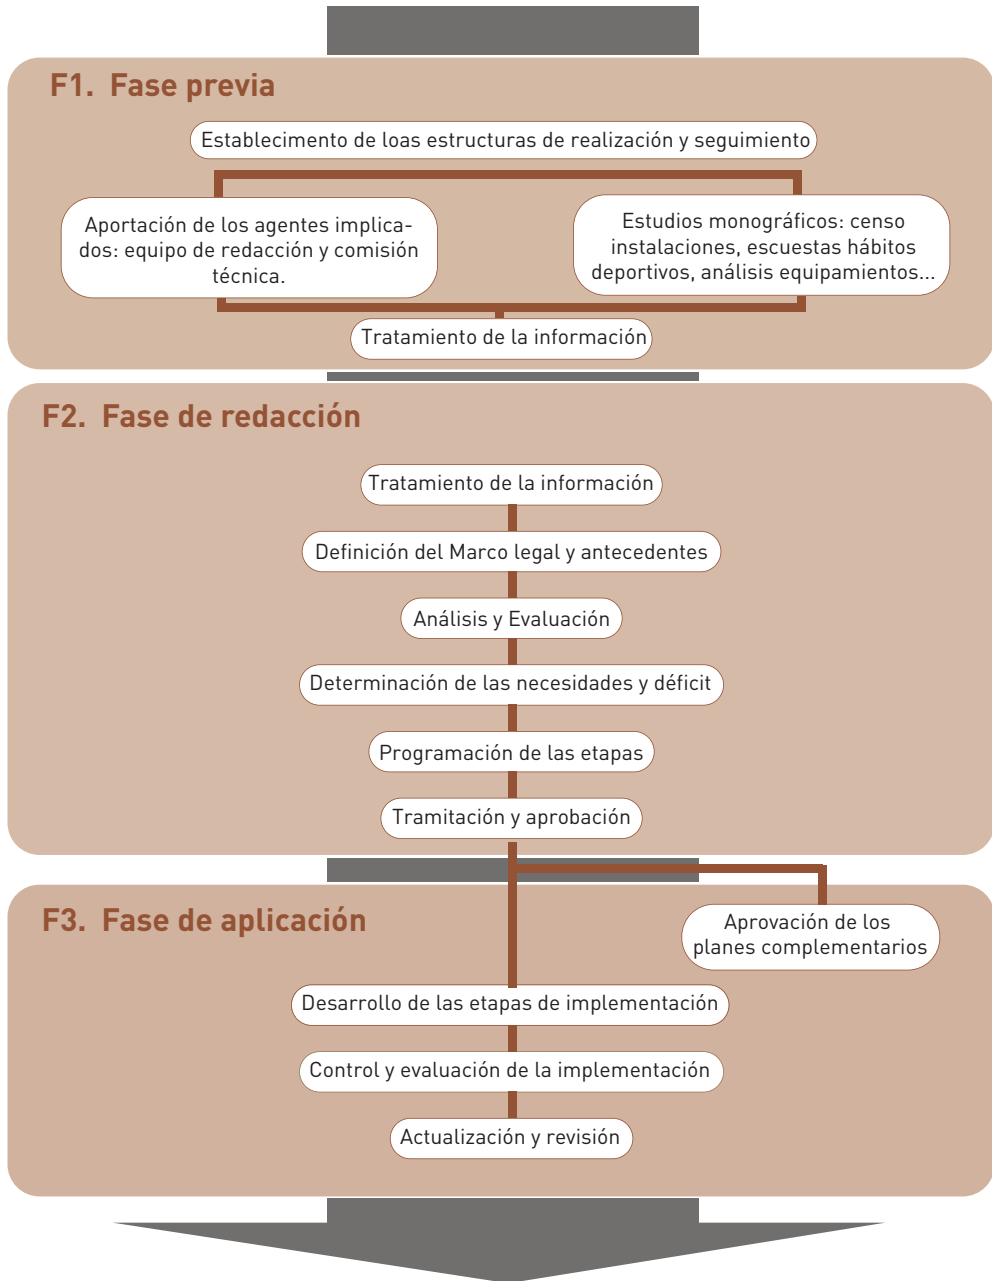 F1. Fase previa
Establecimento de loas estructuras de realización y seguimiento
Aportación de los agentes implica-
dos: equipo de redacción y comisión
técnica.
Estudios monográficos: censo
instalaciones, escuestas hábitos
deportivos, análisis equipamientos...
Tratamiento de la información
F2. Fase de redacción
Tratamiento de la información
Definición del Marco legal y antecedentes
Análisis y Evaluación
Determinación de las necesidades y déficit
Programación de las etapas
Tramitación y aprobación
F3. Fase de aplicación
Aprovación de los
planes complementarios
Desarrollo de las etapas de implementación
Control y evaluación de la implementación
Actualización y revisión